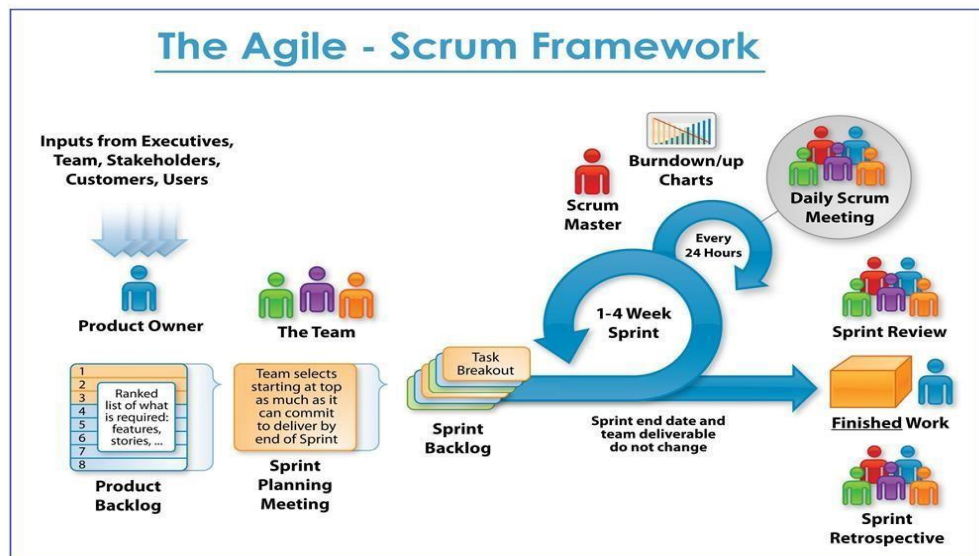 The Agile - Scrum Framework
Inputs from Executives,
Team, Stakeholders,
Customers, Users
Product Owner
The Team
1
2
3
4
5
6
7
8
Ranked
list of what
is required:
features,
stories, ...
Product
Backlog
Team selects
starting at top
as much as it
can commit
to deliver by
end of Sprint
Sprint
Planning
Meeting
Task
Breakout
Sprint
Backlog
Scrum
Master
Burndown/up
Charts
Every
24 Hours
Daily Scrum
Meeting
1-4 Week
Sprint
Sprint end date and
team deliverable
do not change
Sprint Review
Finished Work
Sprint
Retrospective